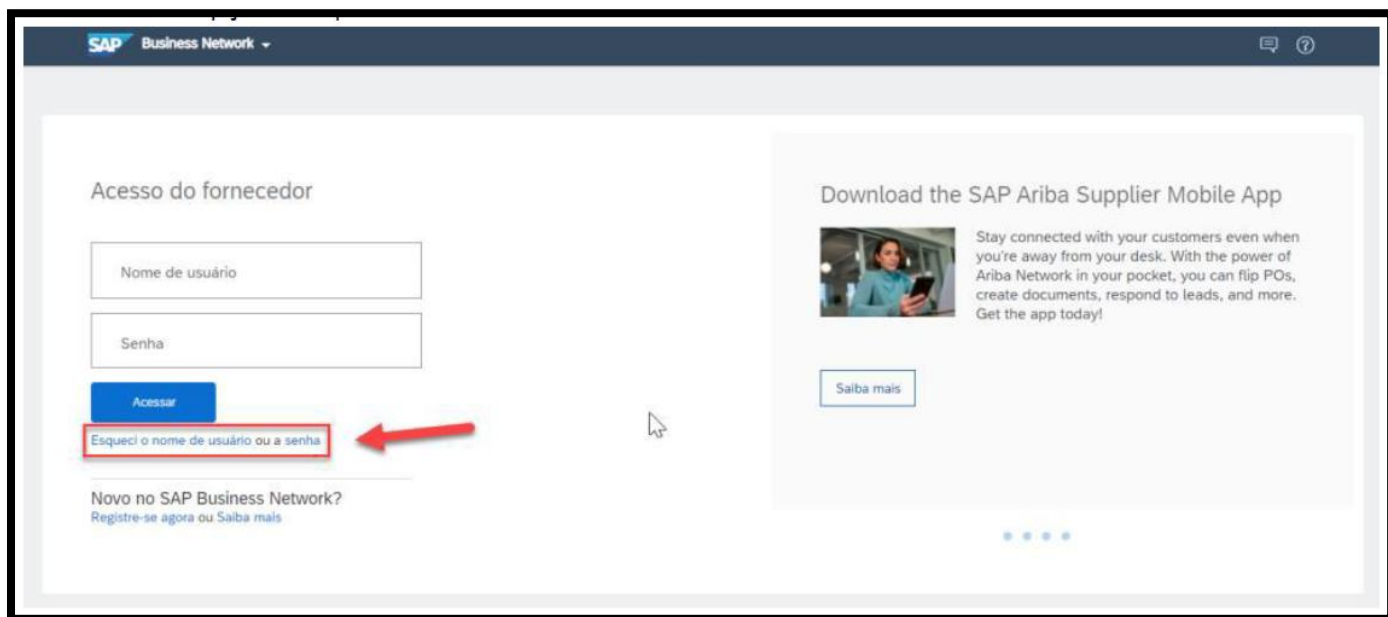 SAP Business Network
Acesso do fornecedor
Nome de usuário
Senha
Acessar
Esqueci o nome de usuário ou a senha
Novo no SAP Business Network?
Registre-se agora ou Saiba mais
Download the SAP Ariba Supplier Mobile App
Stay connected with your customers even when
you're away from your desk. With the power of
Ariba Network in your pocket, you can flip POs,
create documents, respond to leads, and more.
Get the app today!
Saiba mais